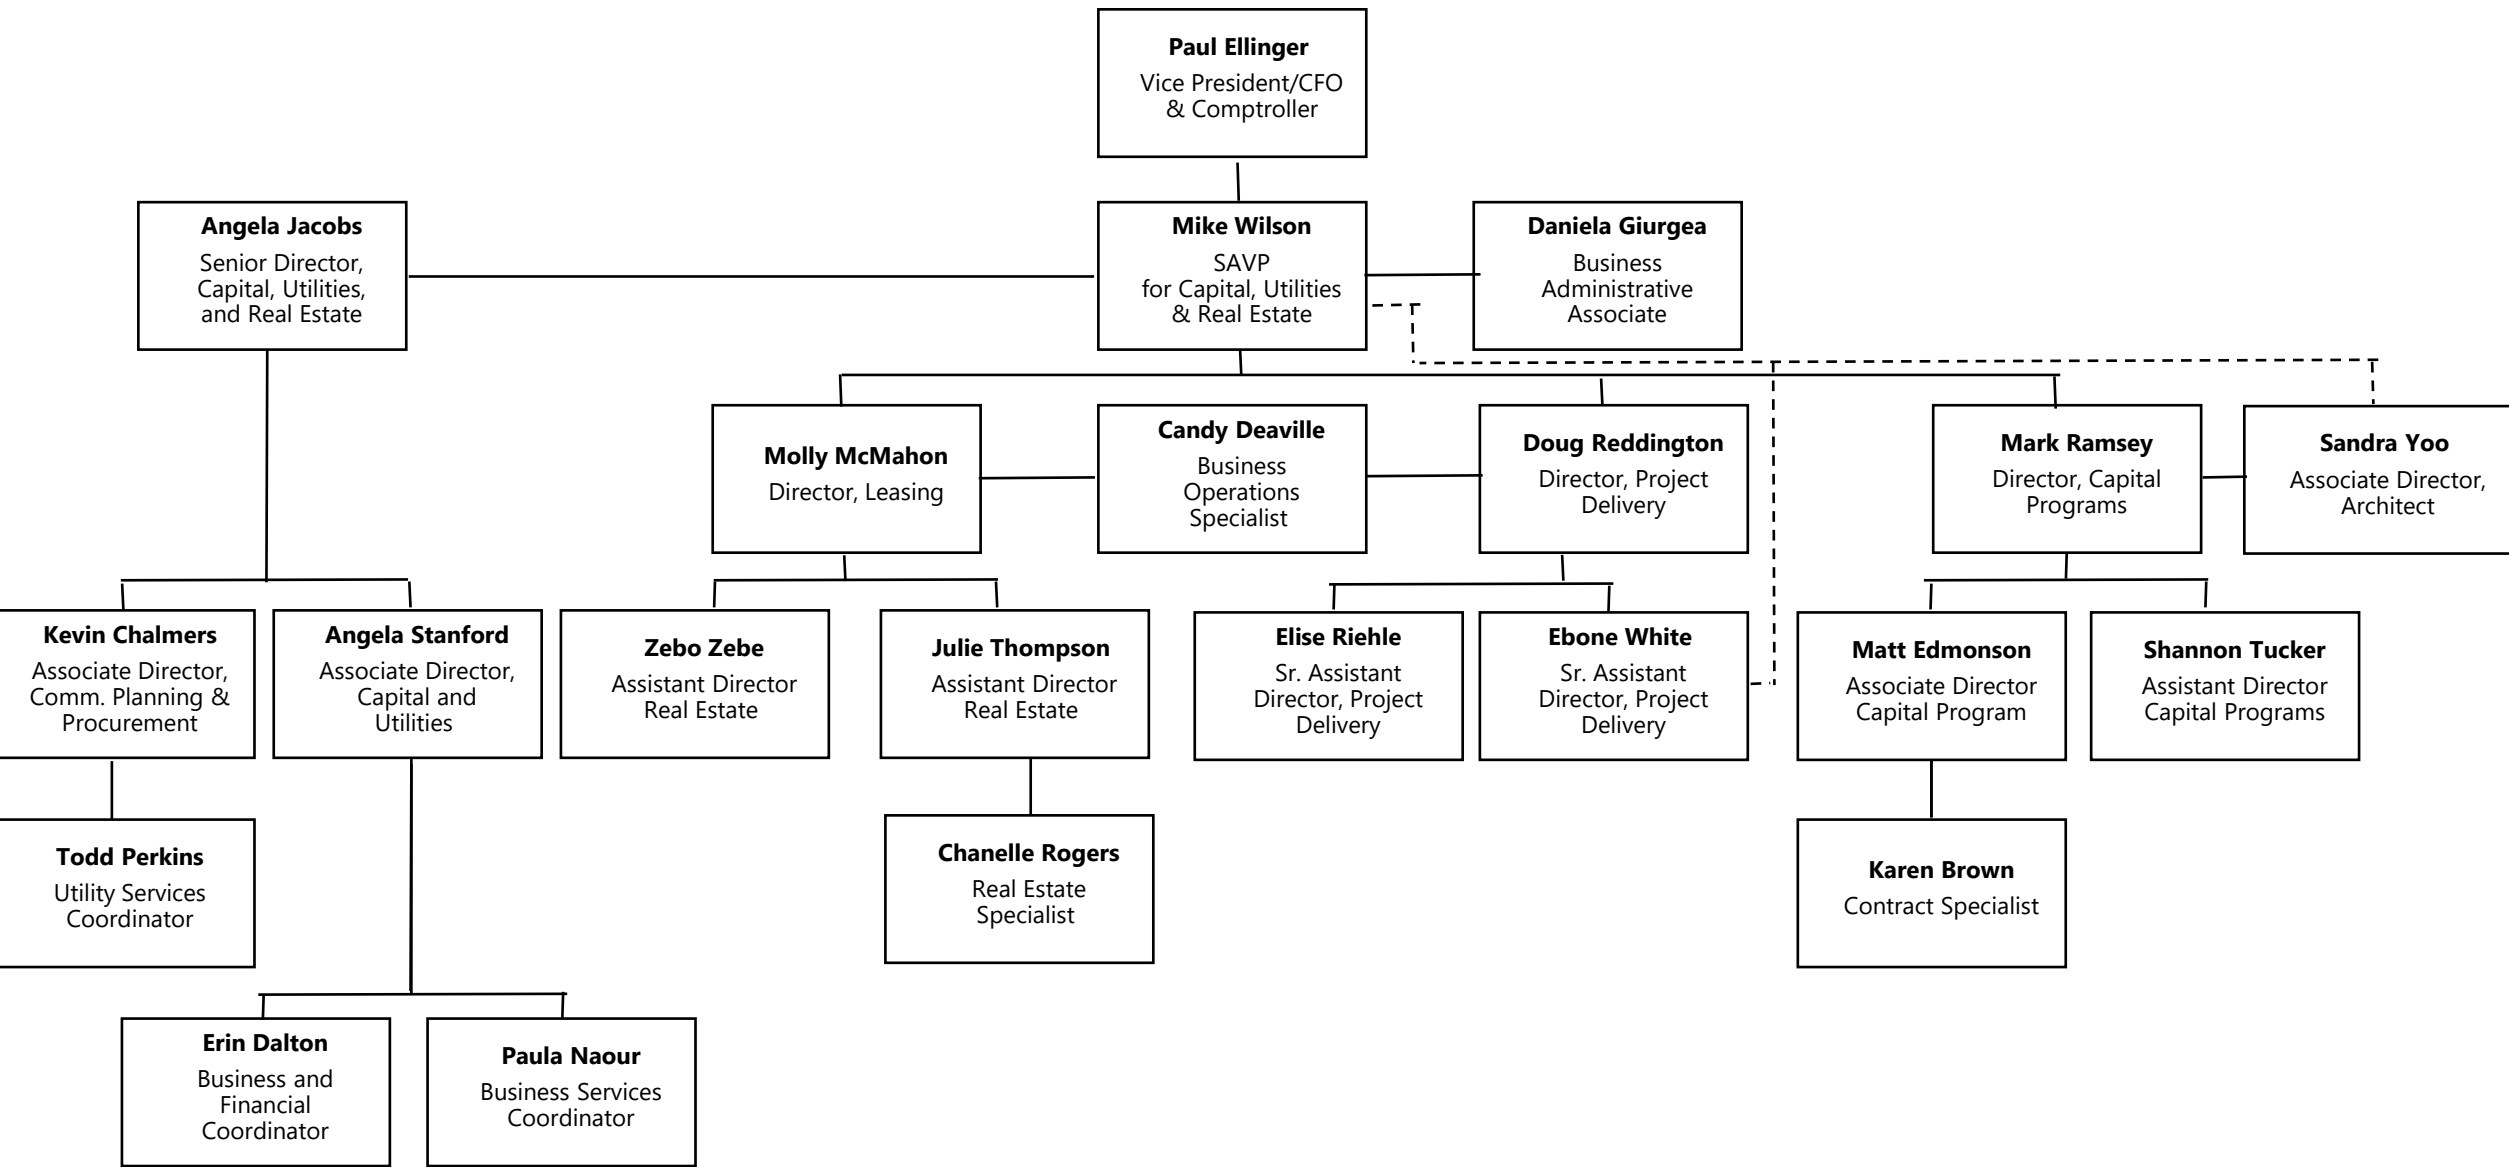 Paul Ellinger
Vice President/CFO
& Comptroller
Angela Jacobs
Senior Director,
Capital, Utilities,
and Real Estate
Mike Wilson
SAVP
for Capital, Utilities
& Real Estate
Daniela Giurgea
Business
Administrative
Associate
Molly McMahon
Director, Leasing
Candy Deaville
Business
Operations
Specialist
Doug Reddington
Director, Project
Delivery
Mark Ramsey
Director, Capital
Programs
Sandra Yoo
Associate Director,
Architect
Kevin Chalmers
Associate Director,
Comm. Planning &
Procurement
Angela Stanford
Associate Director,
Capital and
Utilities
Zebo Zebe
Assistant Director
Real Estate
Julie Thompson
Assistant Director
Real Estate
Elise Riehle
Sr. Assistant
Director, Project
Delivery
Ebone White
Sr. Assistant
Director, Project
Delivery
Matt Edmonson
Associate Director
Capital Program
Shannon Tucker
Assistant Director
Capital Programs
Todd Perkins
Utility Services
Coordinator
Chanelle Rogers
Real Estate
Specialist
Karen Brown
Contract Specialist
Erin Dalton
Business and
Financial
Coordinator
Paula Naour
Business Services
Coordinator